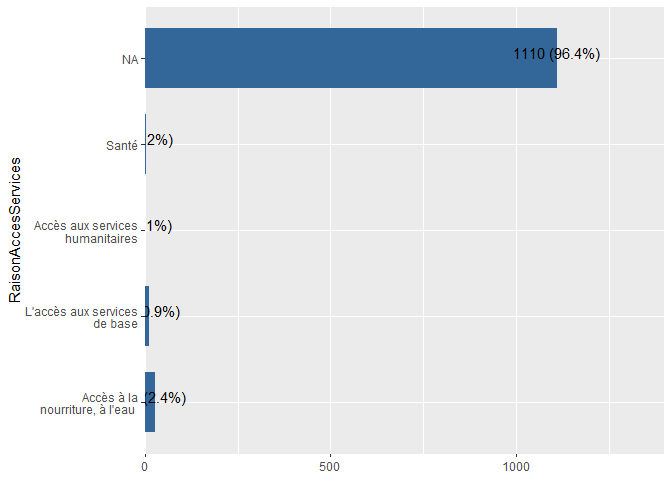 RaisonAccesServices
NA
1110 (96.4%)
Santé
2%)
Accès aux services
humanitaires
1%)
L'accès aux services
de base
.9%)
Accès à la
nourriture, à l'eau
(2.4%)
0
500
1000